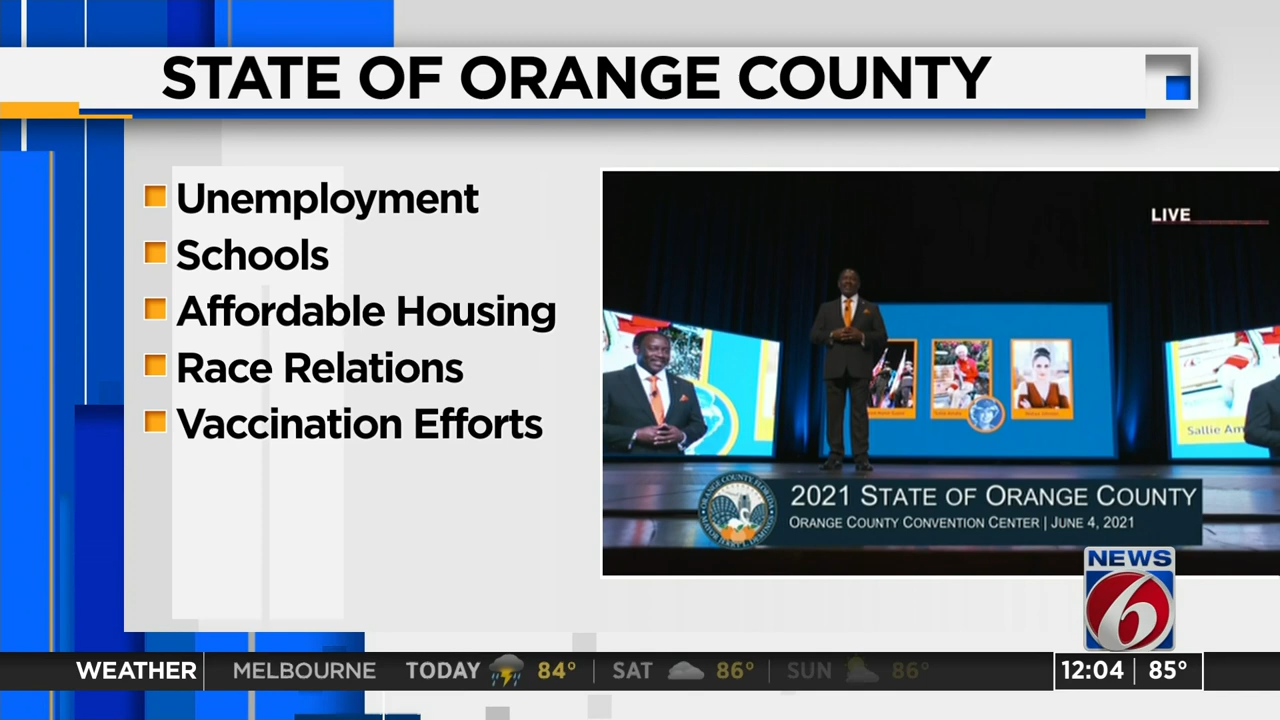 STATE OF ORANGE COUNTY
Unemployment
Schools
Affordable Housing
Race Relations
Vaccination Efforts
LIVE
Sallie Am
2021 STATE OF ORANGE COUNTY
ORANGE COUNTY CONVENTION CENTER | JUNE 4, 2021
NEWS
6
WEATHER MELBOURNE TODAY 84° SAT 86° SUN 86° 12:04 85°